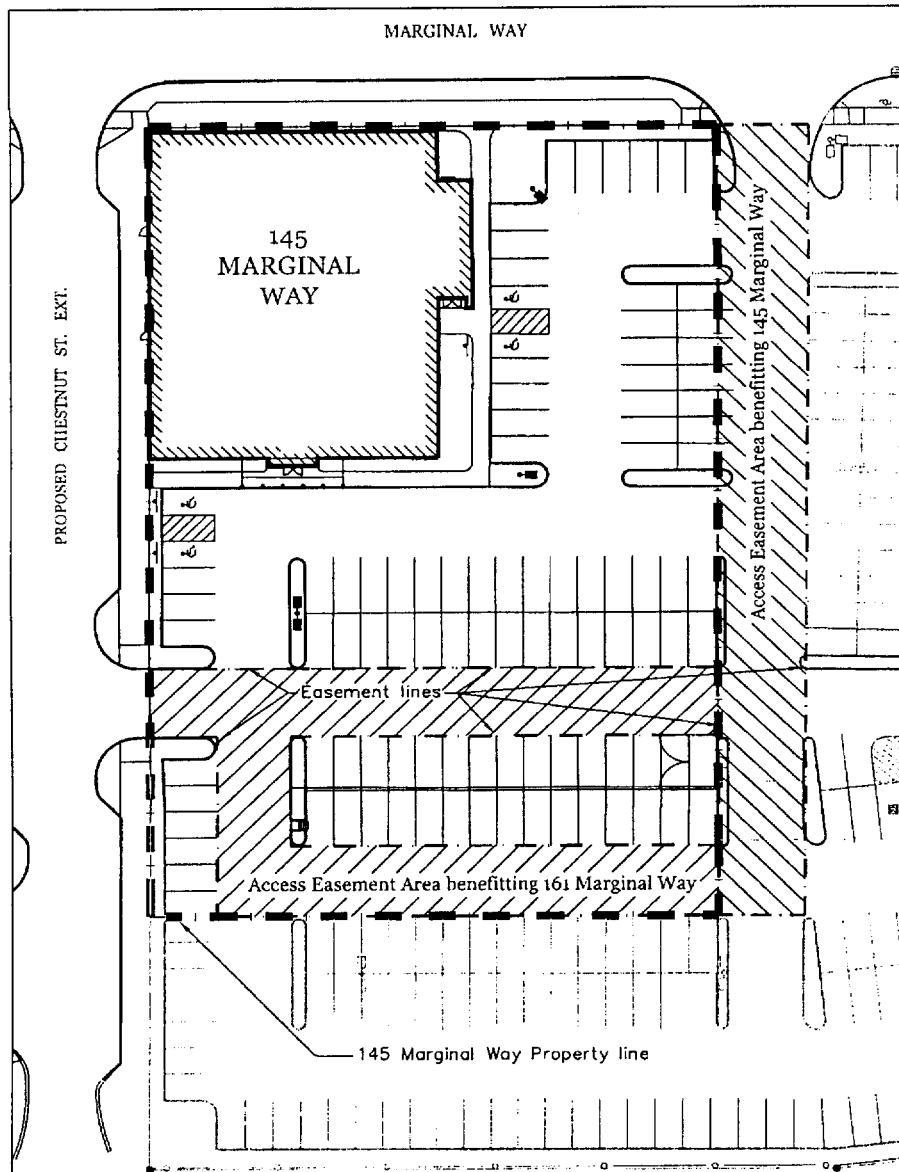 MARGINAL WAY
145
MARGINAL
WAY
PROPOSED CHESTNUT ST. EXT.
Access Easement Area benefitting 145 Marginal Way
Easement lines
Access Easement Area benefitting 161 Marginal Way
145 Marginal Way Property line